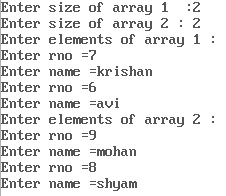 Enter size of array 1  :2
Enter size of array 2 : 2
Enter elements of array 1 :
Enter rno =7
Enter name =krishan
Enter rno =6
Enter name =avi
Enter elements of array 2 :
Enter rno =9
Enter name =mohan
Enter rno =8
Enter name =shyam